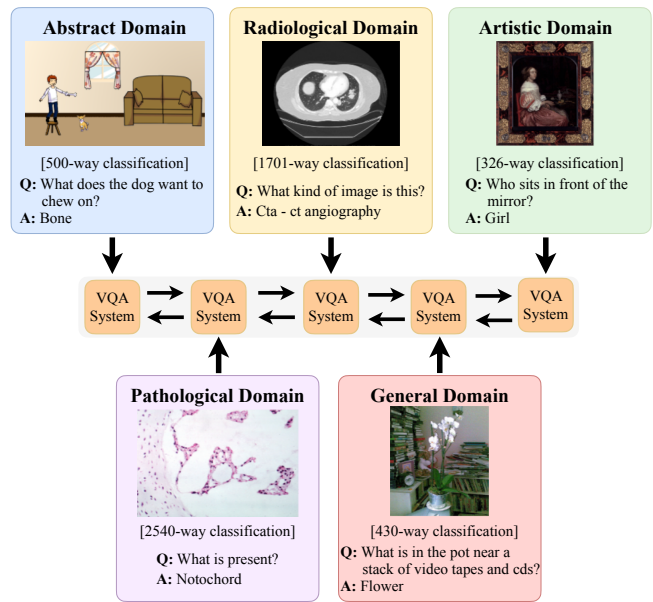 Abstract Domain
[500-way classification]
Q: What does the dog want to
chew on?
A: Bone
Radiological Domain
[1701-way classification]
Q: What kind of image is this?
A: Cta - ct angiography
Artistic Domain
[326-way classification]
Q: Who sits in front of the
mirror?
A: Girl
VQA
System
VQA
System
VQA
System
VQA
System
VQA
System
Pathological Domain
[2540-way classification]
Q: What is present?
A: Notochord
General Domain
[430-way classification]
Q: What is in the pot near a
stack of video tapes and cds?
A: Flower